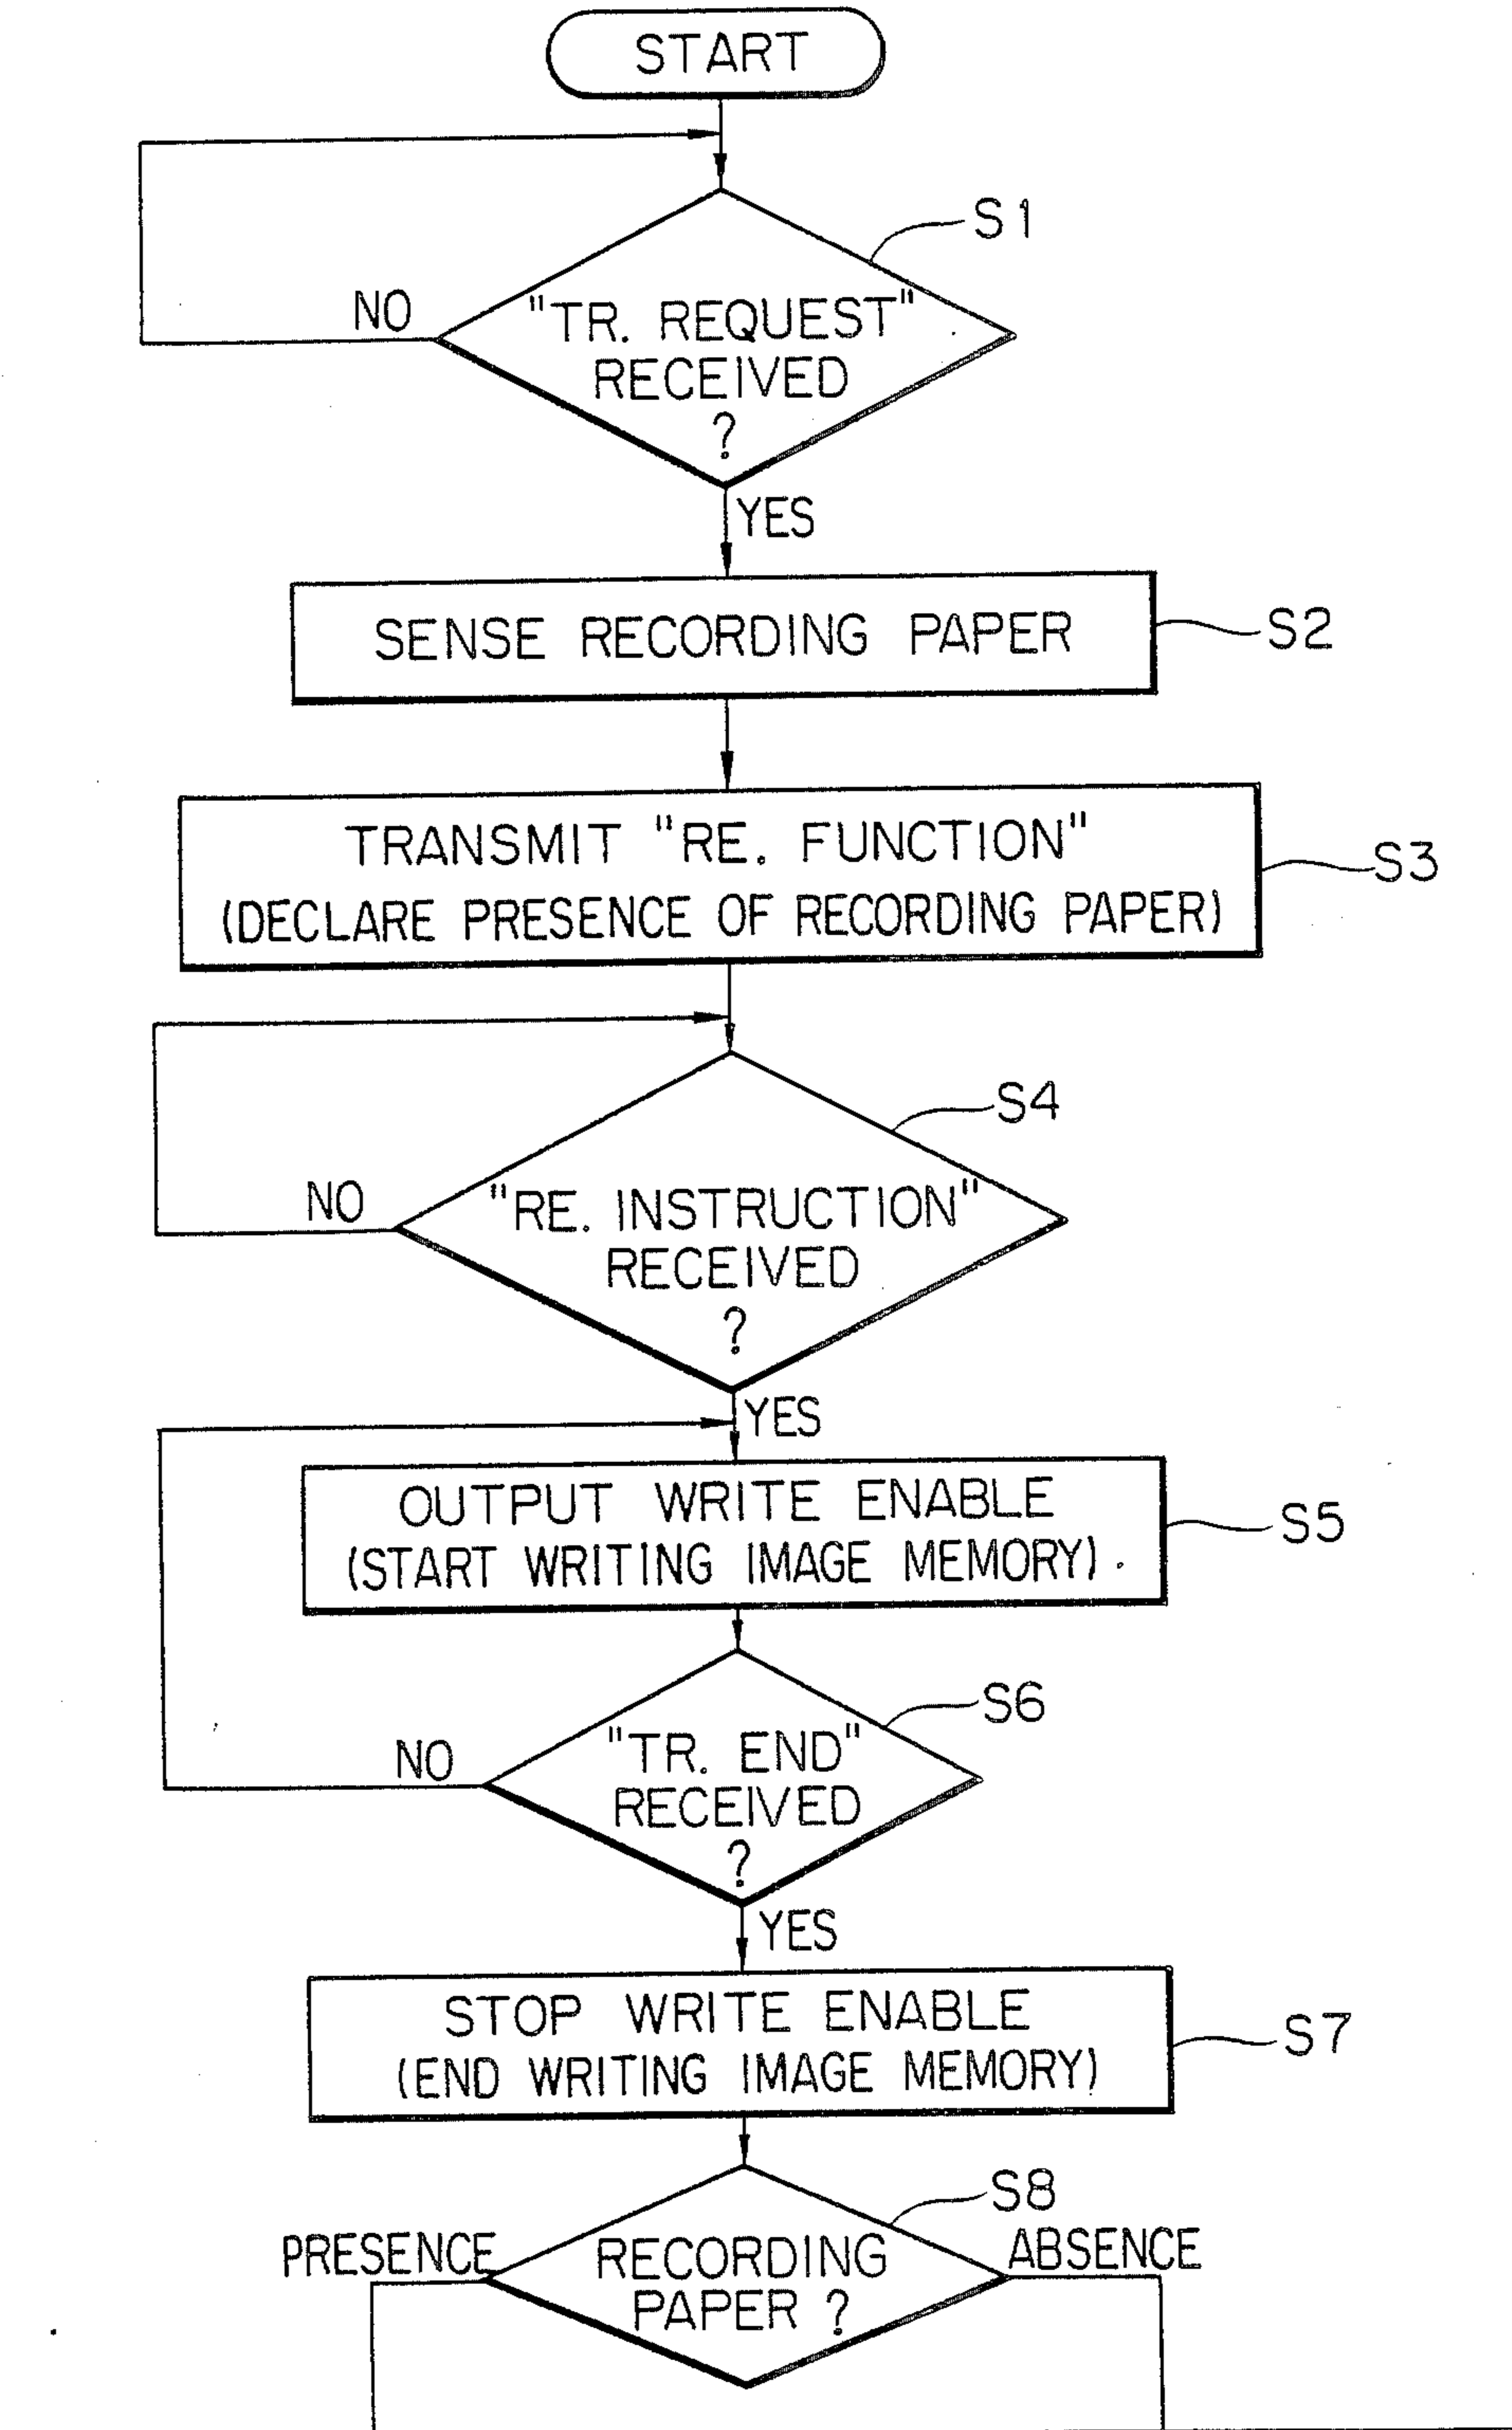 START
S1
NO
"TR. REQUEST"
RECEIVED
?
YES
SENSE RECORDING PAPER
S2
TRANSMIT "RE. FUNCTION"
(DECLARE PRESENCE OF RECORDING PAPER)
S3
S4
NO
"RE. INSTRUCTION"
RECEIVED
?
YES
OUTPUT WRITE ENABLE
(START WRITING IMAGE MEMORY)
S5
S6
NO
"TR. END"
RECEIVED
?
YES
STOP WRITE ENABLE
(END WRITING IMAGE MEMORY)
S7
S8
PRESENCE
RECORDING
PAPER ?
ABSENCE